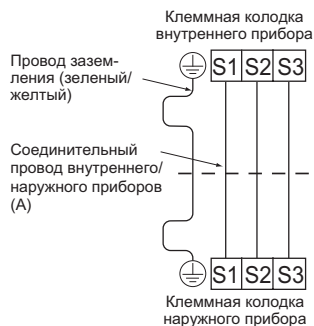 Клеммная колодка
внутреннего прибора
Провод зазем-
ления (зеленый/
желтый)
S1 S2 S3
Соединительный
провод внутреннего/
наружного приборов
(A)
S1 S2 S3
Клеммная колодка
наружного прибора